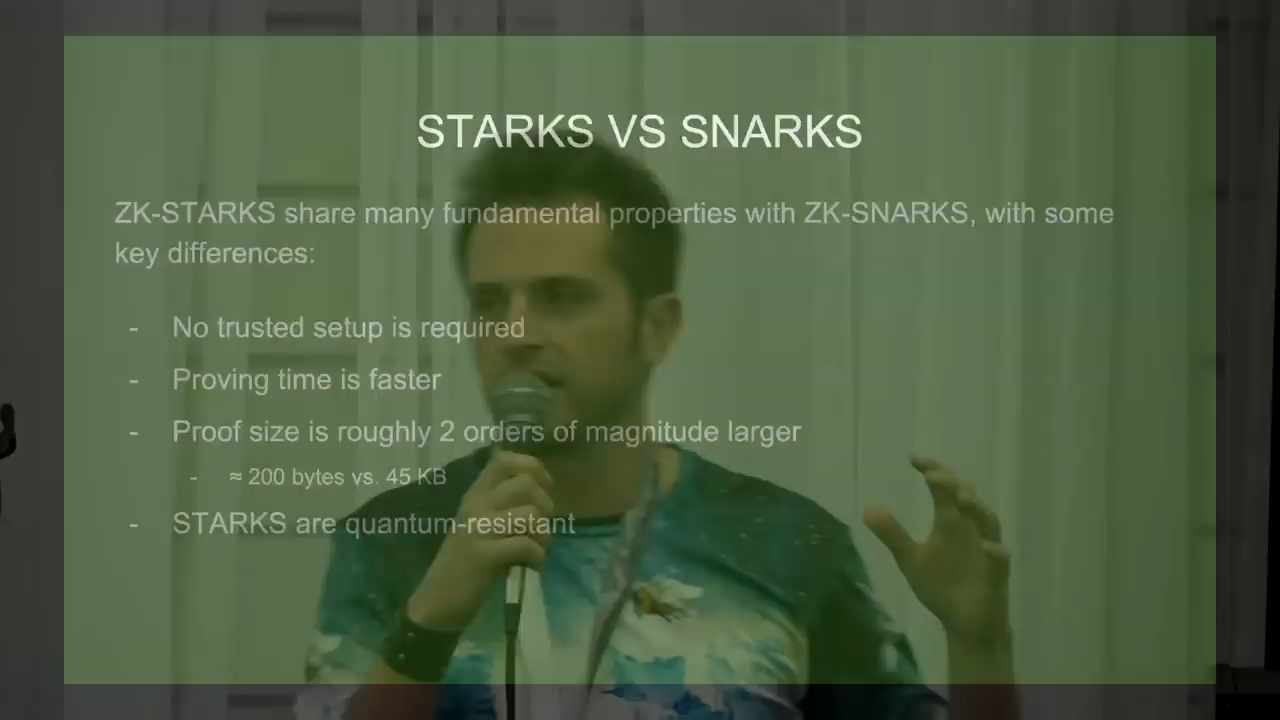 STARKS VS SNARKS
ZK-STARKS share many fundamental properties with ZK-SNARKS, with some
key differences:
- No trusted setup is required
- Proving time is faster
- Proof size is roughly 2 orders of magnitude larger
- ≈ 200 bytes vs. 45 KB
- STARKS are quantum-resistant